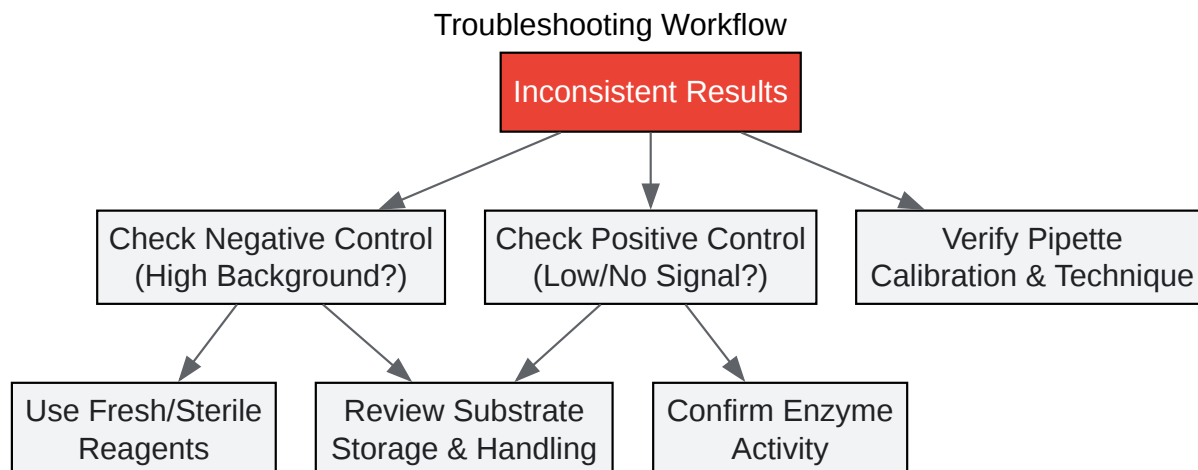 Troubleshooting Workflow
Inconsistent Results
Check Negative Control
(High Background?)
Check Positive Control
(Low/No Signal?)
Verify Pipette
Calibration & Technique
Use Fresh/Sterile
Reagents
Review Substrate
Storage & Handling
Confirm Enzyme
Activity